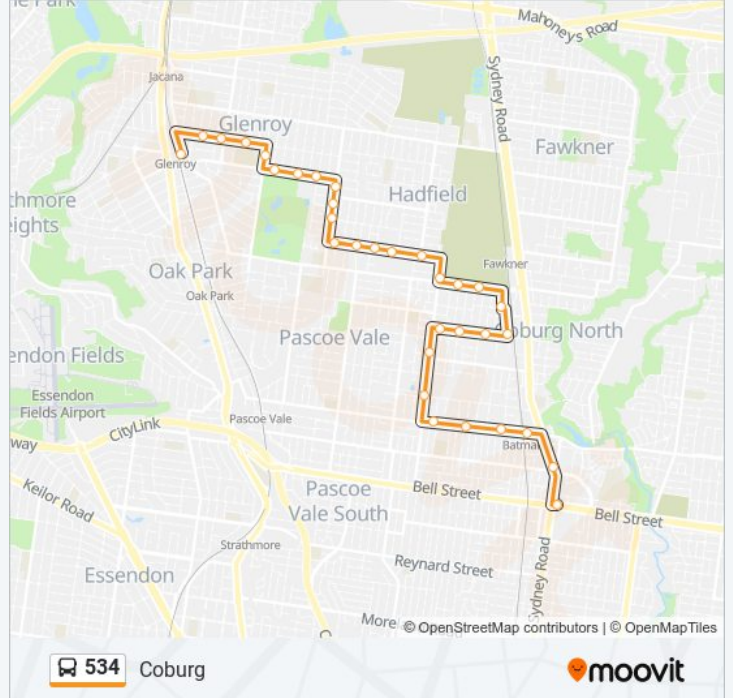 Park
Mahoney's Road
Jacana
Sydney Road
Glenroy
Fawkner
Glenroy
Hadfield
thmore
eights
Fawkner
Oak Park
Oak Park
oburg North
Pascoe Vale
endon Fields
Essendon
Fields Airport
Pascoe Vale
CityLink
way
Batma
Keilor Road
Bell Street
Pascoe
Vale South
Bell Street
Strathmore
Sydney Road
Reynard Street
Essendon
More
© OpenStreetMap contributors | © OpenMapTiles
534 Coburg
moovit